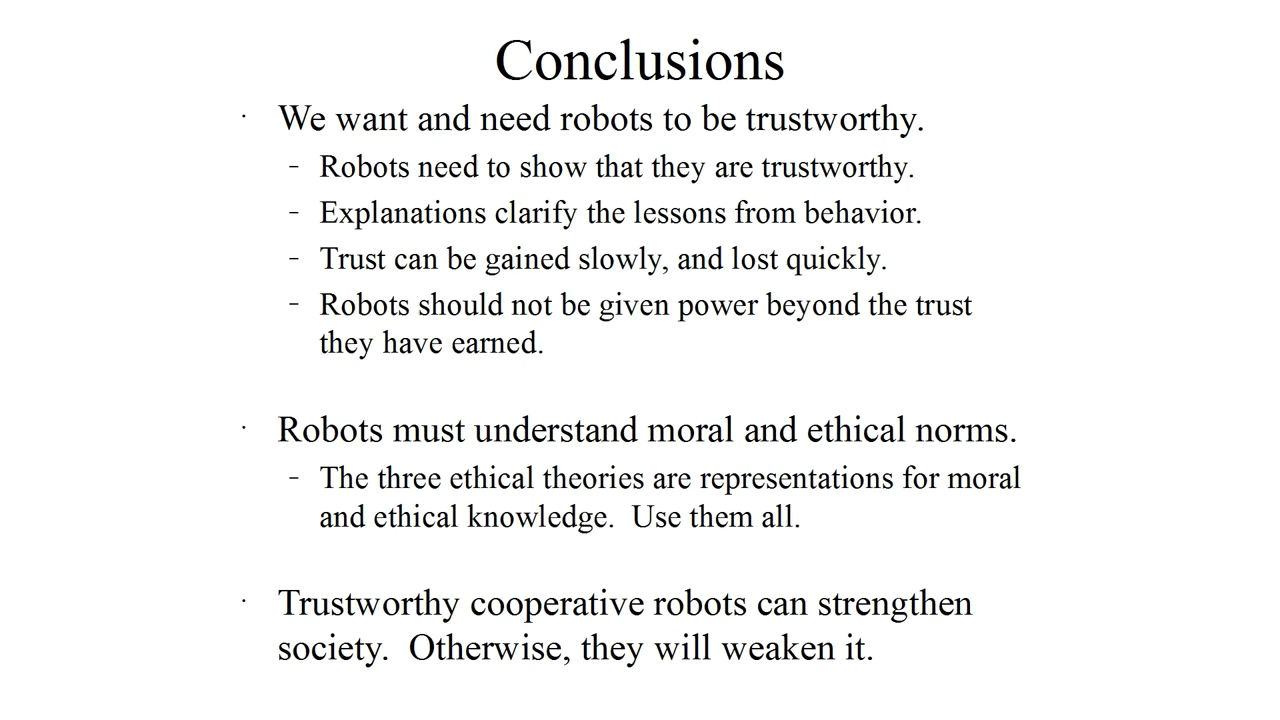 Conclusions
· We want and need robots to be trustworthy.
– Robots need to show that they are trustworthy.
– Explanations clarify the lessons from behavior.
– Trust can be gained slowly, and lost quickly.
– Robots should not be given power beyond the trust
they have earned.
· Robots must understand moral and ethical norms.
– The three ethical theories are representations for moral
and ethical knowledge.  Use them all.
· Trustworthy cooperative robots can strengthen
society.  Otherwise, they will weaken it.